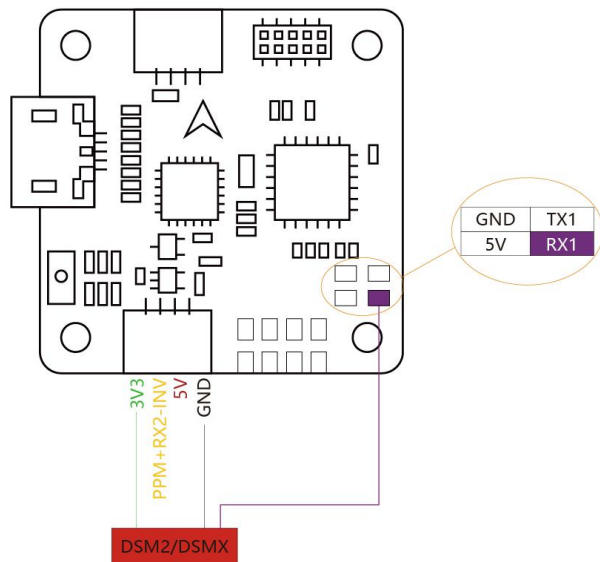 GND TX1
5V RX1
3V3
PPM+RX2-INV
5V
GND
DSM2/DSMX